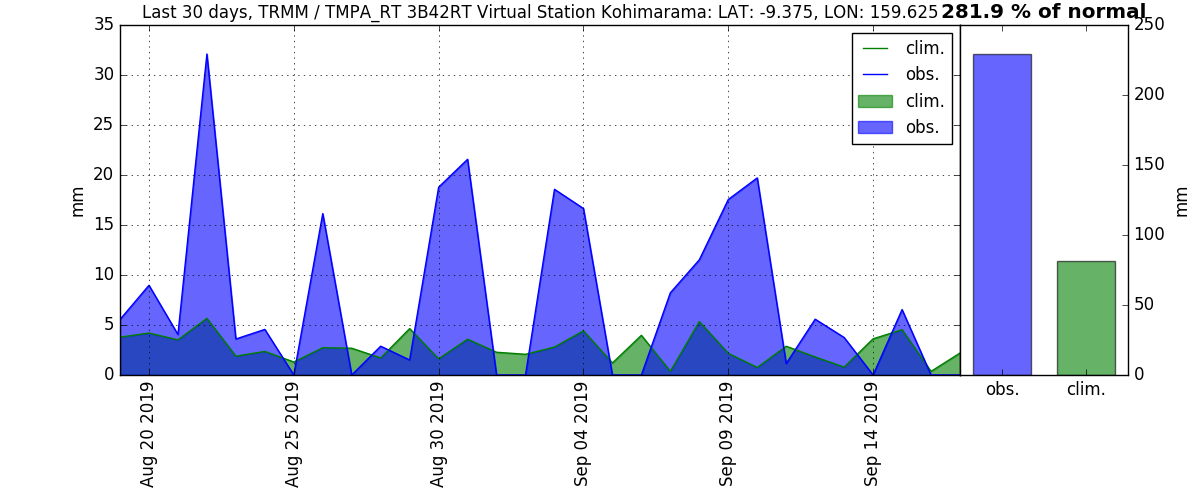 Last 30 days, TRMM / TMPA_RT 3B42RT Virtual Station Kohimarama: LAT: -9.375, LON: 159.625
281.9 % of normal
35
30
25
20
15
10
5
0
mm
clim.
obs.
clim.
obs.
Aug 20 2019
Aug 25 2019
Aug 30 2019
Sep 04 2019
Sep 09 2019
Sep 14 2019
250
200
150
100
50
0
mm
obs.
clim.